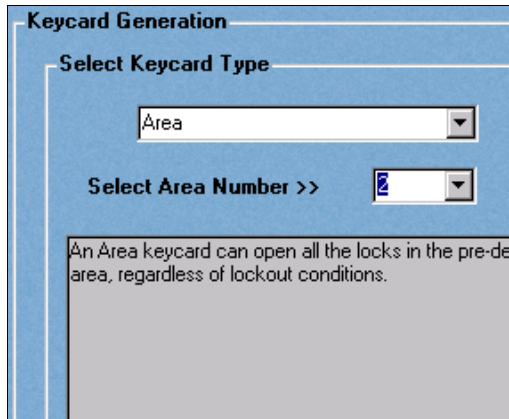 Keycard Generation
Select Keycard Type
Area
Select Area Number >>
2
An Area keycard can open all the locks in the pre-de
area, regardless of lockout conditions.